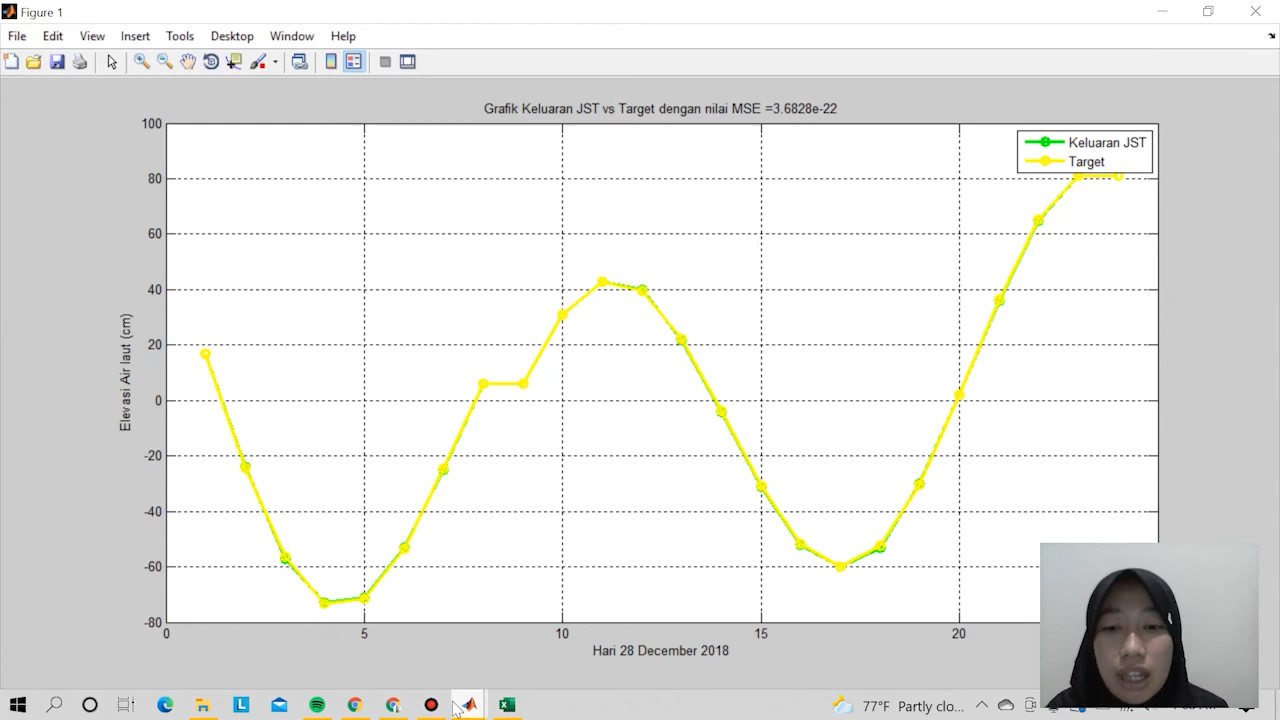 Figure 1
File Edit View Insert Tools Desktop Window Help
Grafik Keluaran JST vs Target dengan nilai MSE =3.6828e-22
Keluaran JST
Target
100
80
60
40
20
0
-20
-40
-60
-80
Elevasi Air laut (cm)
0 5 10 15 20
Hari 28 December 2018
77°F Partly clo...